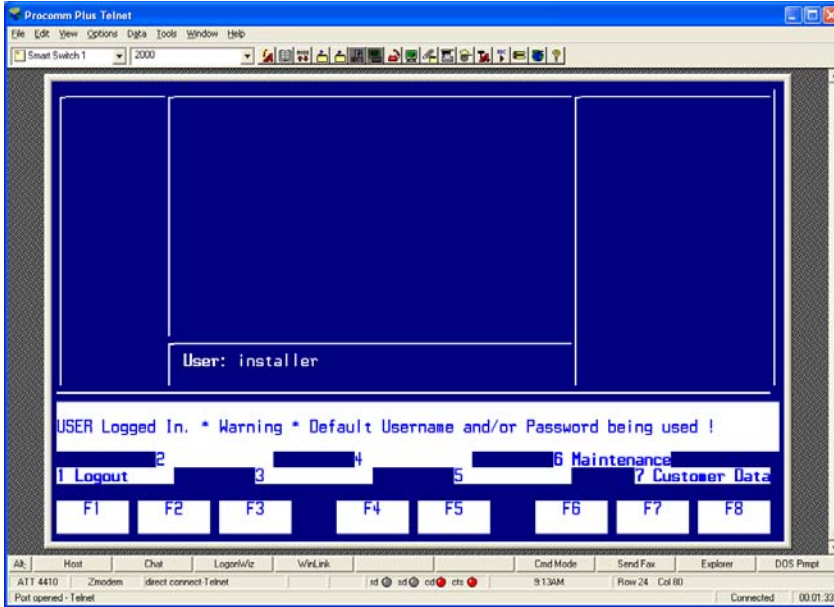 Procomm Plus Telnet
File Edit View Options Data Tools Window Help
Smart Switch 1 2000
User: installer
USER Logged In. * Warning * Default Username and/or Password being used !
2 4 6 Maintenance
1 Logout 3 5 7 Customer Data
F1 F2 F3 F4 F5 F6 F7 F8
Alt: Host Chat LogonWiz WinLink Cmd Mode Send Fax Explorer DOS Prmpt
ATT 4410 Zmodem direct connect-Telnet rd sd cd cts 9:13AM Row 24 Col 80
Port opened - Telnet Connected 00:01:33